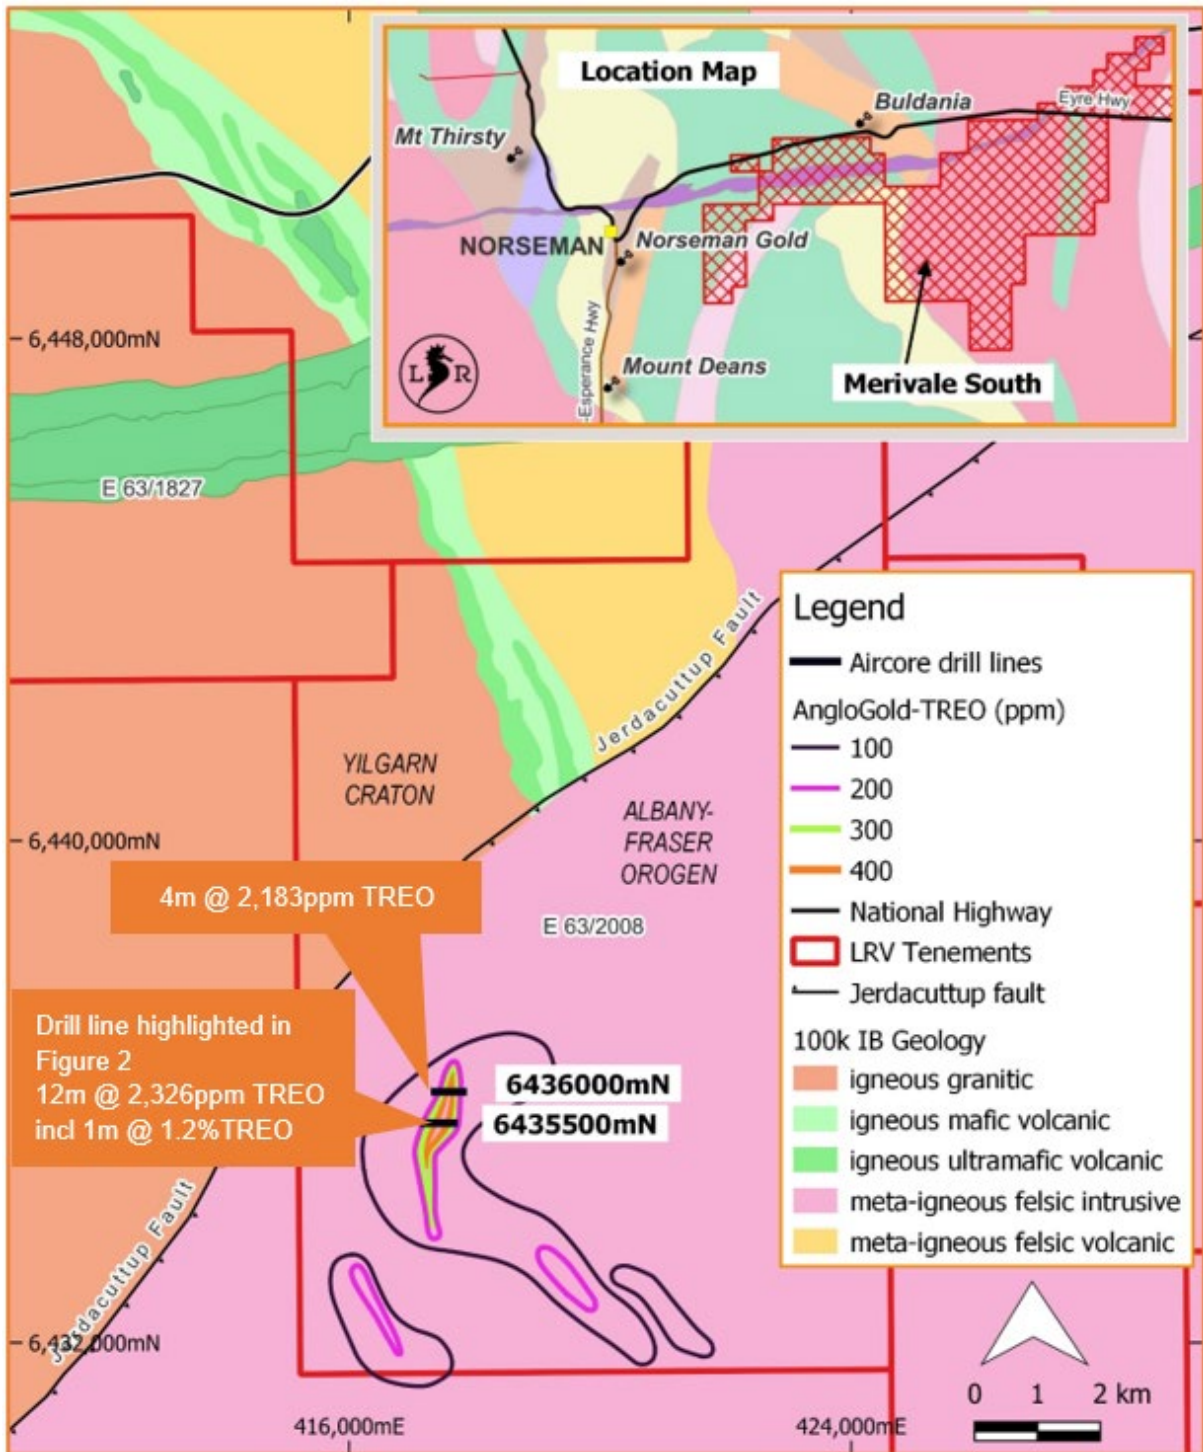 Location Map
Mt Thirsty
Buldania
Eyre Hwy
NORSEMAN
Norseman Gold
-Esperance Hwy
Mount Deans
Merivale South
L R
6,448,000mN
E 63/1827
Jerdacuttup Fault
YILGARN
CRATON
ALBANY-
FRASER
OROGEN
6,440,000mN
4m @ 2,183ppm TREO
E 63/2008
Drill line highlighted in
Figure 2
12m @ 2,326ppm TREO
incl 1m @ 1.2%TREO
6436000mN
6435500mN
Jerdacuttup Fault
6,432,000mN
416,000mE
424,000mE
Legend
Aircore drill lines
AngloGold-TREO (ppm)
100
200
300
400
National Highway
LRV Tenements
Jerdacuttup fault
100k IB Geology
igneous granitic
igneous mafic volcanic
igneous ultramafic volcanic
meta-igneous felsic intrusive
meta-igneous felsic volcanic
0 1 2 km